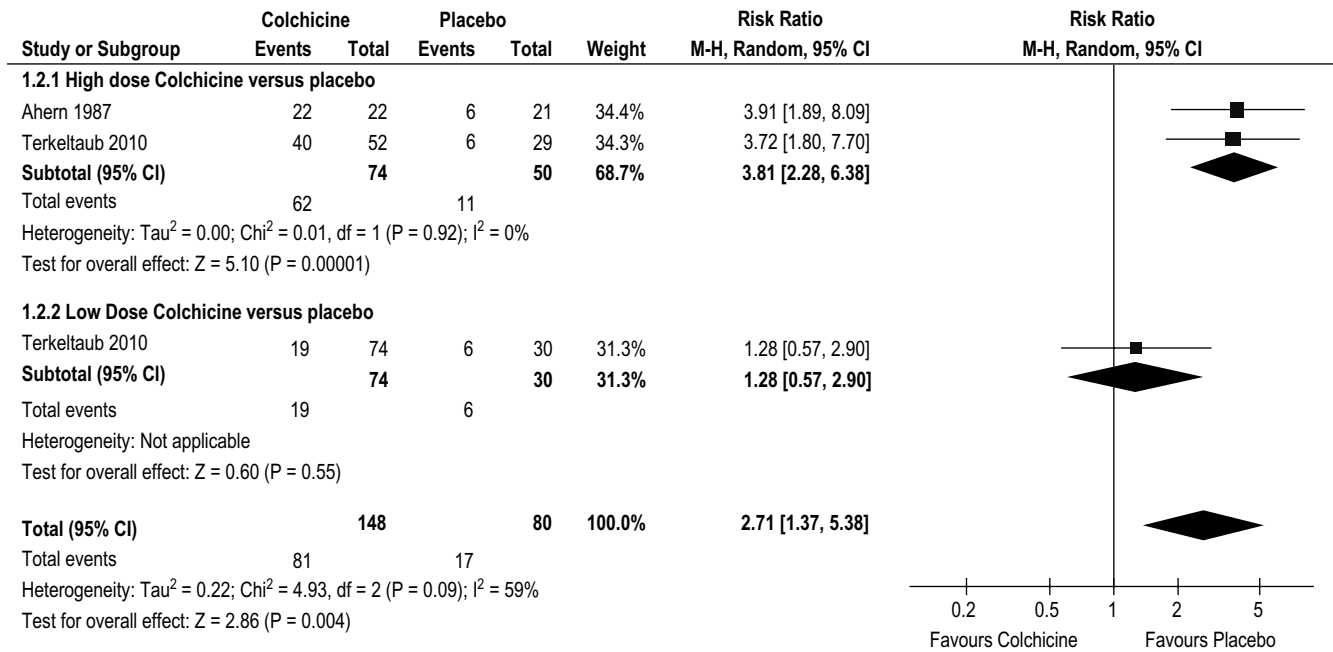 Colchicine Placebo Risk Ratio Risk Ratio
Study or Subgroup Events Total Events Total Weight M-H, Random, 95% CI M-H, Random, 95% CI
1.2.1 High dose Colchicine versus placebo
Ahern 1987 22 22 6 21 34.4% 3.91 [1.89, 8.09]
Terkeltaub 2010 40 52 6 29 34.3% 3.72 [1.80, 7.70]
Subtotal (95% CI) 74 50 68.7% 3.81 [2.28, 6.38]
Total events 62 11
Heterogeneity: Tau² = 0.00; Chi² = 0.01, df = 1 (P = 0.92); I² = 0%
Test for overall effect: Z = 5.10 (P = 0.00001)
1.2.2 Low Dose Colchicine versus placebo
Terkeltaub 2010 19 74 6 30 31.3% 1.28 [0.57, 2.90]
Subtotal (95% CI) 74 30 31.3% 1.28 [0.57, 2.90]
Total events 19 6
Heterogeneity: Not applicable
Test for overall effect: Z = 0.60 (P = 0.55)
Total (95% CI) 148 80 100.0% 2.71 [1.37, 5.38]
Total events 81 17
Heterogeneity: Tau² = 0.22; Chi² = 4.93, df = 2 (P = 0.09); I² = 59%
Test for overall effect: Z = 2.86 (P = 0.004)
0.2 0.5 1 2 5
Favours Colchicine Favours Placebo